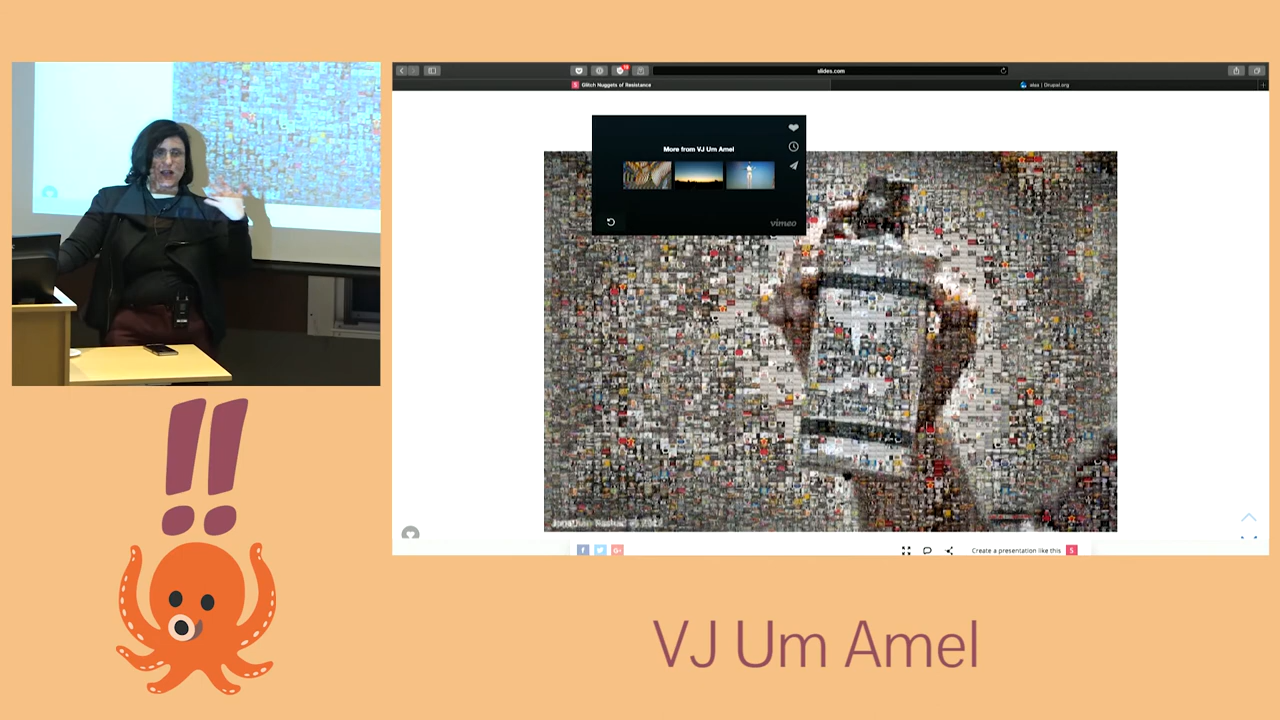 slides.com
Glitch Nuggets of Resistance
alas | Drupal.org
More from VJ Um Amel
vimeo
Create a presentation like this
S
!!
VJ Um Amel